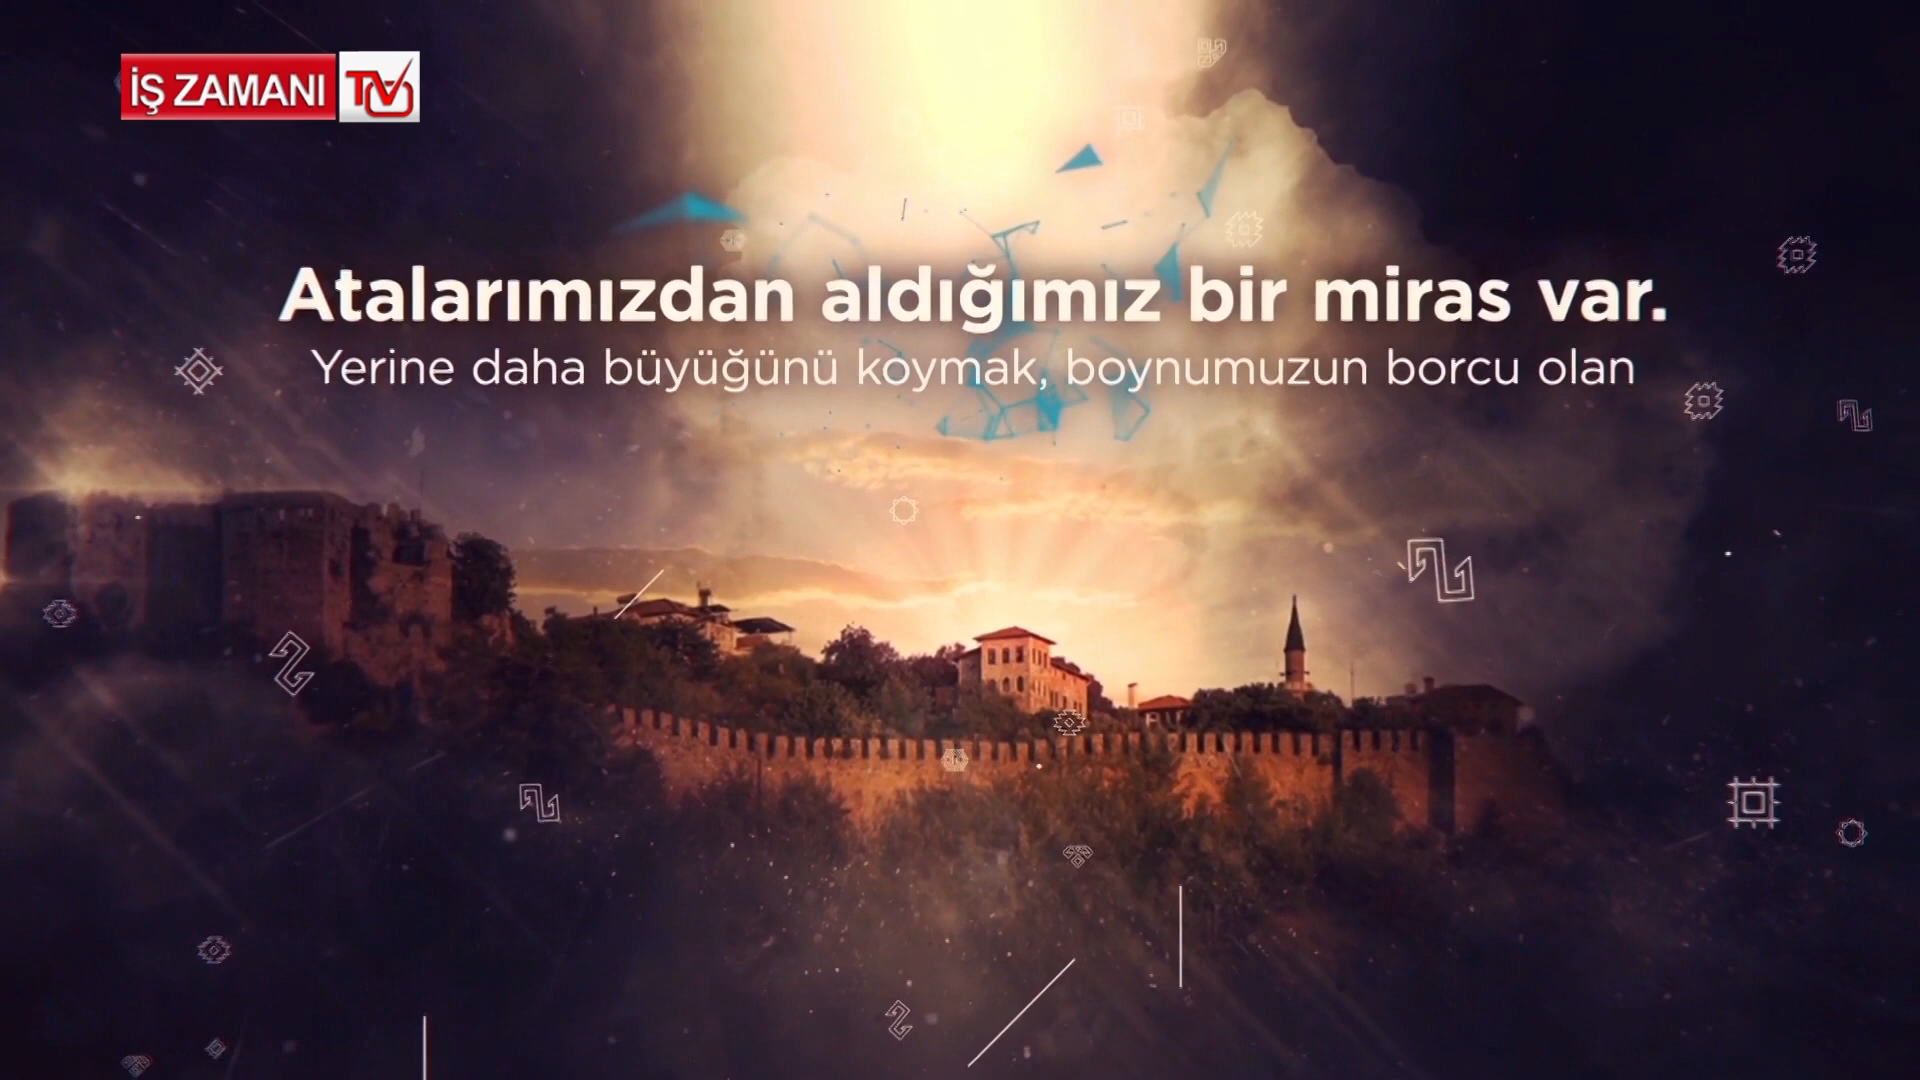 İŞ ZAMANI TV
Atalarımızdan aldığımız bir miras var.
Yerine daha büyüğünü koymak, boynumuzun borcu olan